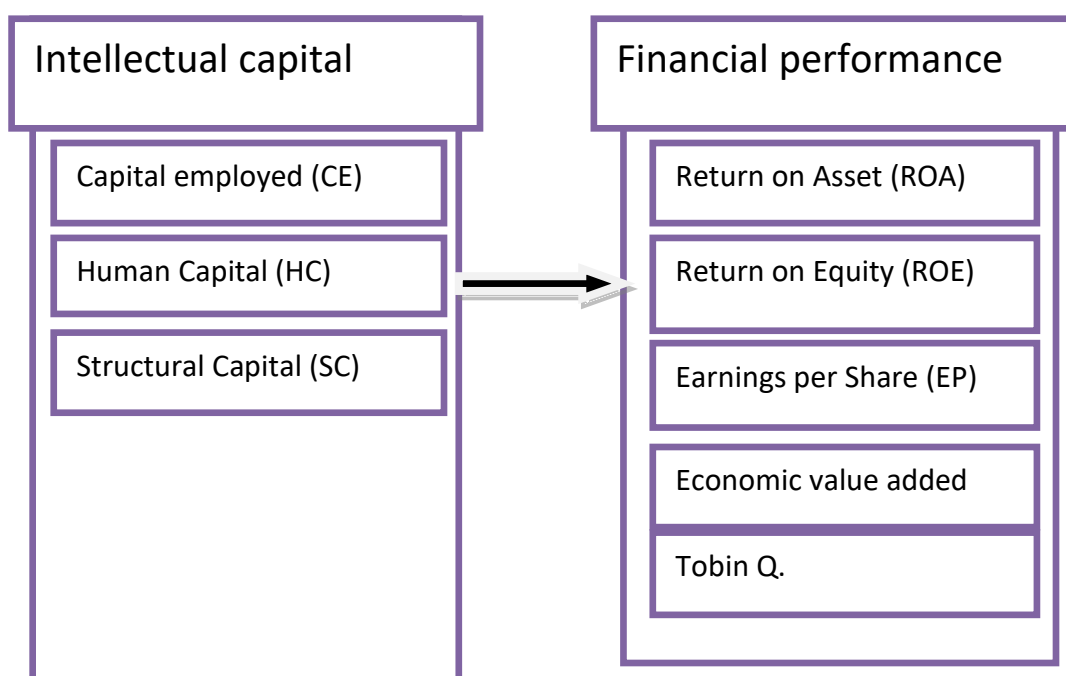 Intellectual capital
Capital employed (CE)
Human Capital (HC)
Structural Capital (SC)
Financial performance
Return on Asset (ROA)
Return on Equity (ROE)
Earnings per Share (EP)
Economic value added
Tobin Q.